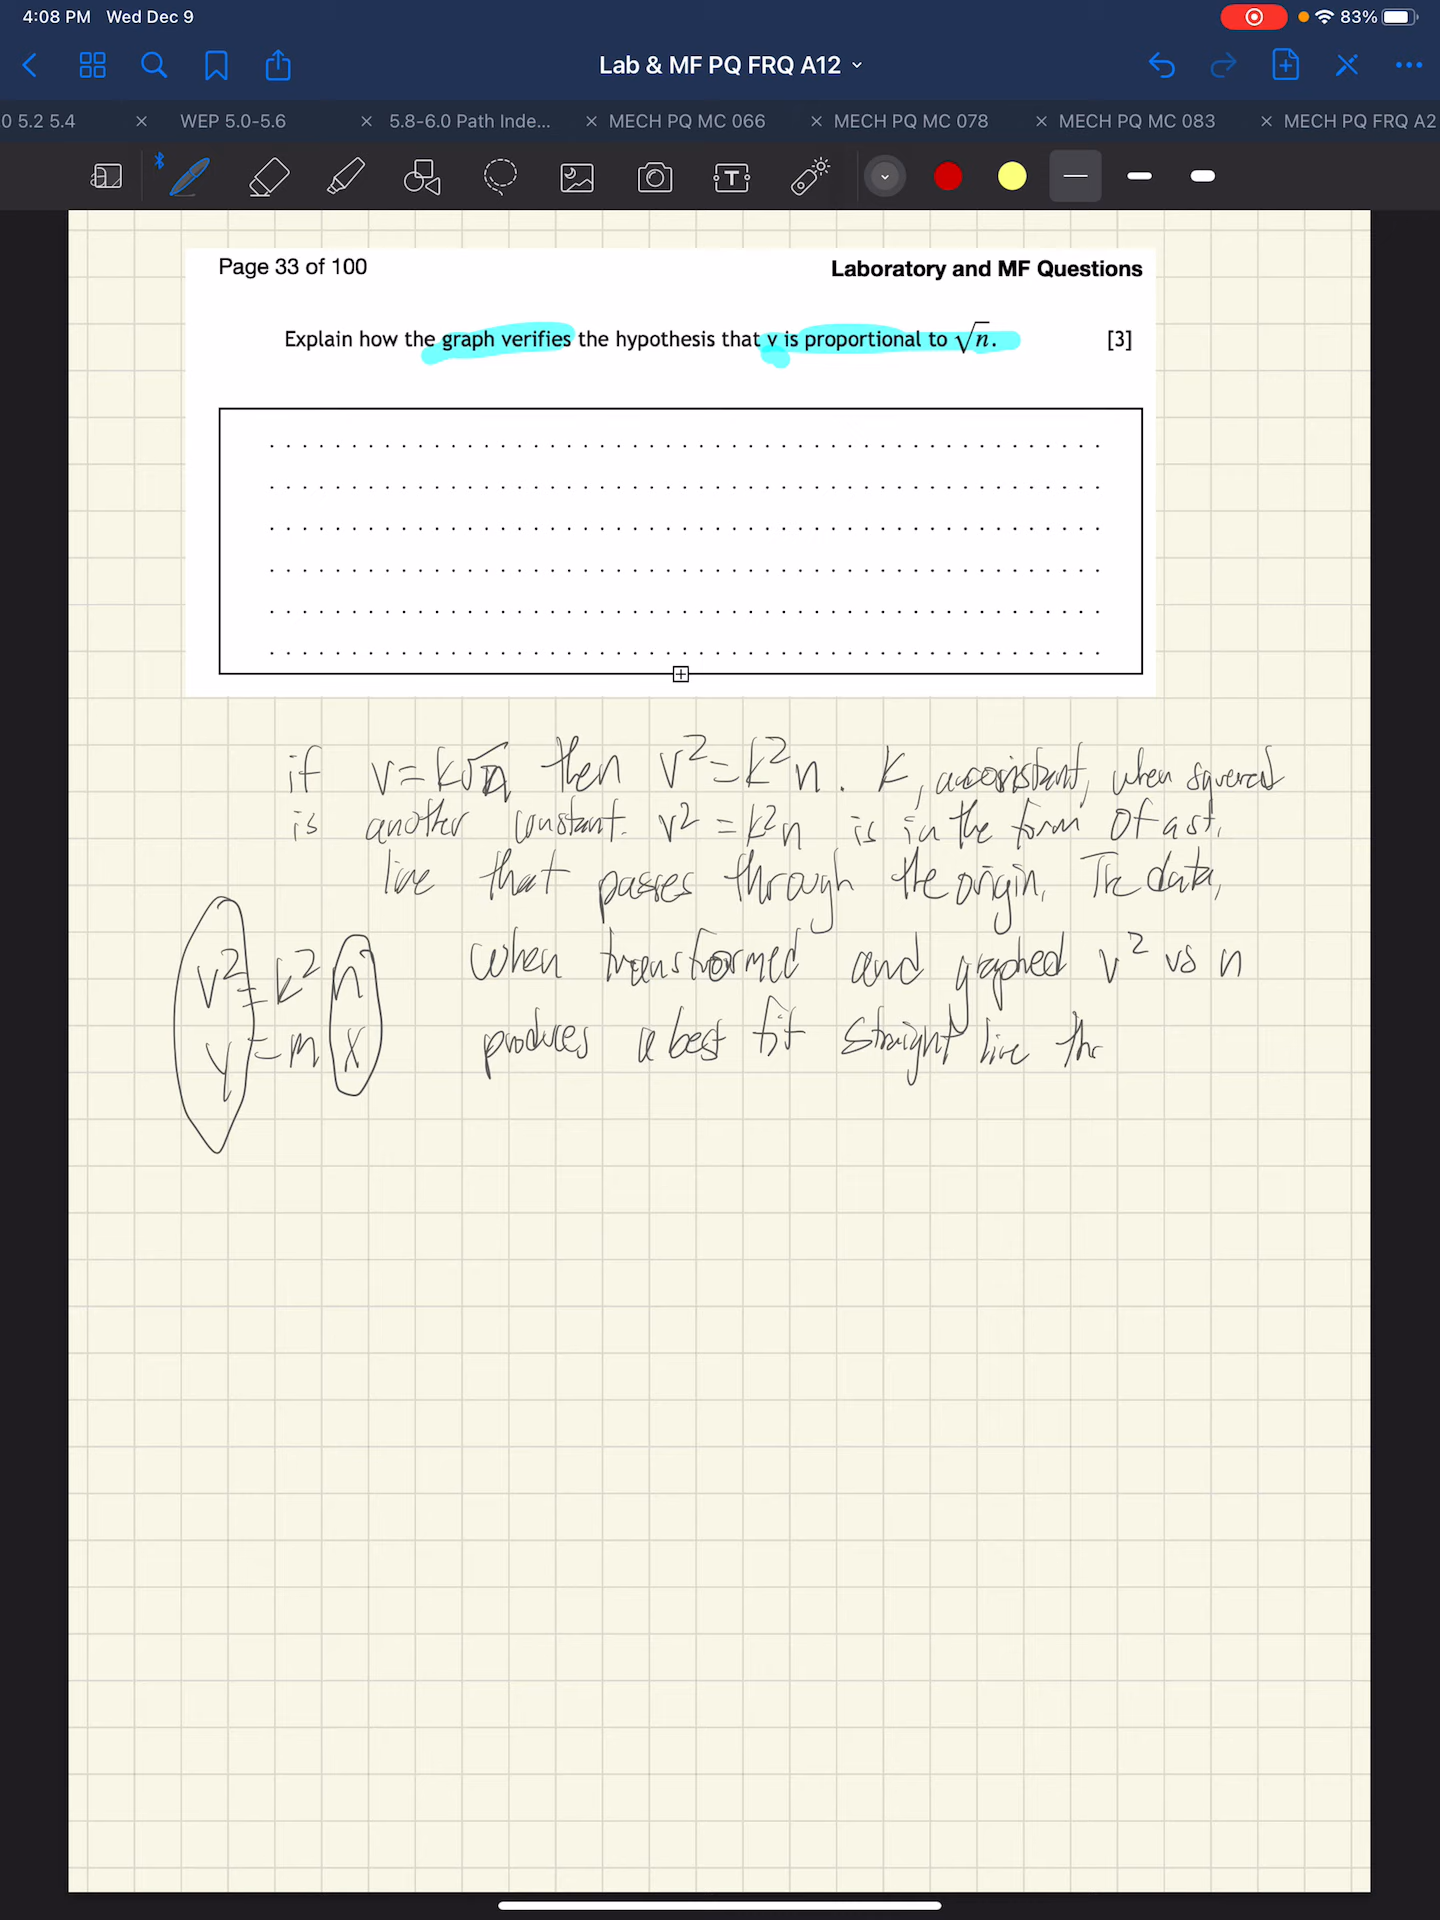 4:08 PM Wed Dec 9
83%
Lab & MF PQ FRQ A12
0 5.2 5.4
WEP 5.0-5.6
5.8-6.0 Path Inde...
MECH PQ MC 066
MECH PQ MC 078
MECH PQ MC 083
MECH PQ FRQ A2
Page 33 of 100
Laboratory and MF Questions
Explain how the graph verifies the hypothesis that v is proportional to √n. [3]
if v=k√n then v²=k²n. K, a constant, when squared
is another constant. v²=k²n is in the form of a st.
line that passes through the origin. The data,
when transformed and graphed v² vs n
v²=k²n
produces a best fit straight line thr
y=mx